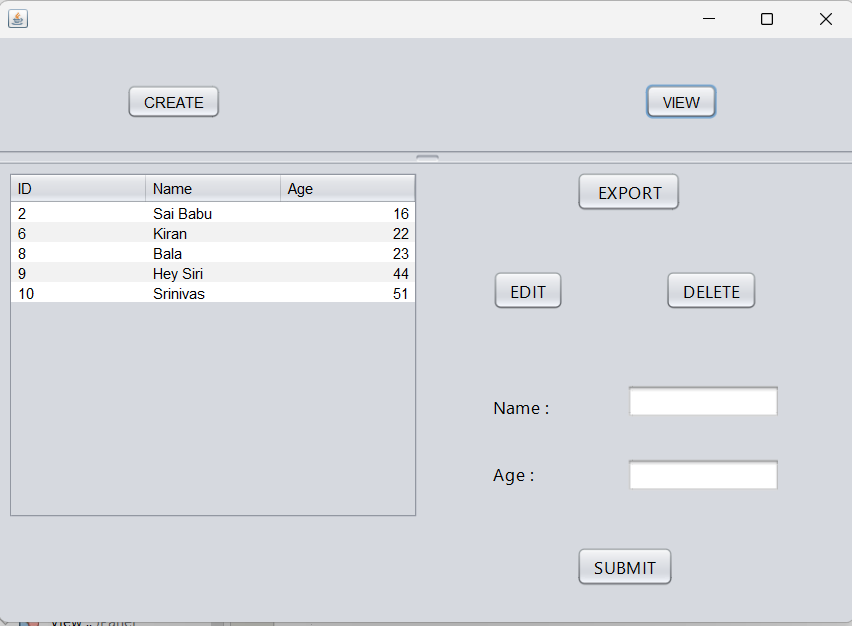 CREATE VIEW
ID Name Age
2 Sai Babu 16
6 Kiran 22
8 Bala 23
9 Hey Siri 44
10 Srinivas 51
EXPORT
EDIT DELETE
Name :
Age :
SUBMIT